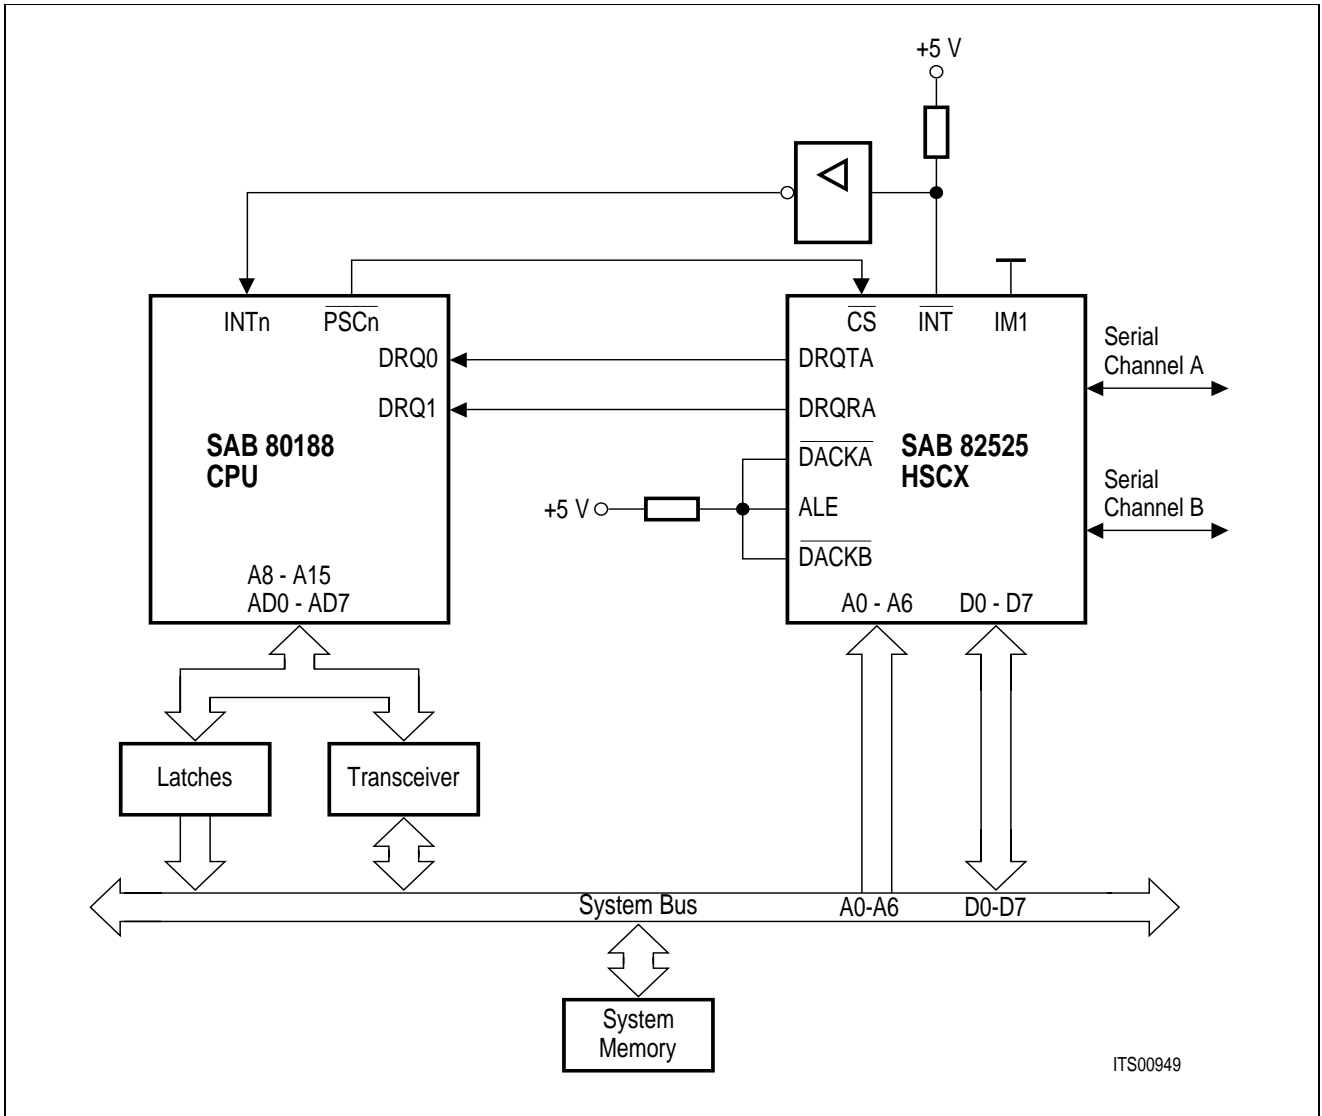 +5 V
INTn
PSCn
CS
INT
IM1
DRQ0
DRQ1
DRQTA
DRQRA
DACKA
ALE
DACKB
SAB 80188
CPU
SAB 82525
HSCX
Serial
Channel A
Serial
Channel B
+5 V
A8 - A15
AD0 - AD7
A0 - A6
D0 - D7
Latches
Transceiver
System Bus
A0-A6
D0-D7
System
Memory
ITS00949